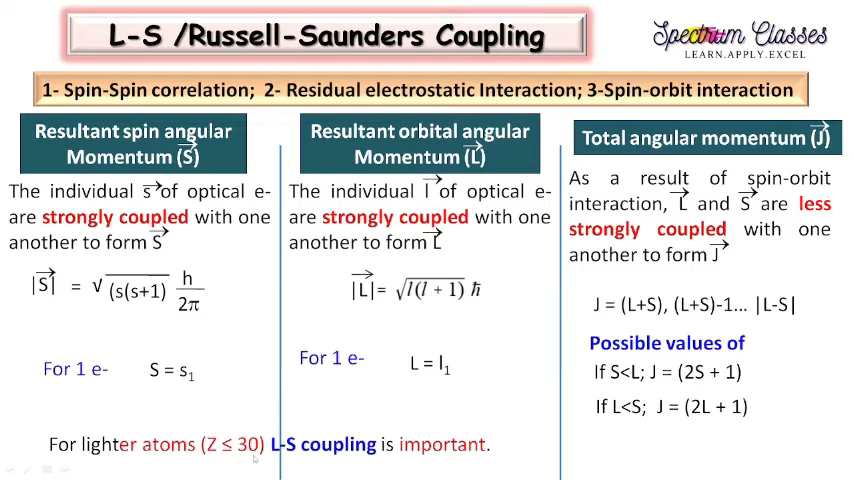 L-S /Russell-Saunders Coupling
Spectrum Classes
LEARN.APPLY.EXCEL
1- Spin-Spin correlation; 2- Residual electrostatic Interaction; 3-Spin-orbit interaction
Resultant spin angular
Momentum (S⃗)
The individual s⃗ of optical e-
are strongly coupled with one
another to form S⃗
|S⃗| = √(s(s+1) h/2π
For 1 e- S = s₁
Resultant orbital angular
Momentum (L⃗)
The individual l⃗ of optical e-
are strongly coupled with one
another to form L⃗
|L⃗|= √l(l + 1) ℏ
For 1 e- L = l₁
Total angular momentum (J⃗)
As a result of spin-orbit
interaction, L⃗ and S⃗ are less
strongly coupled with one
another to form J⃗
J = (L+S), (L+S)-1... |L-S|
Possible values of
If S<L; J = (2S + 1)
If L<S; J = (2L + 1)
For lighter atoms (Z ≤ 30) L-S coupling is important.